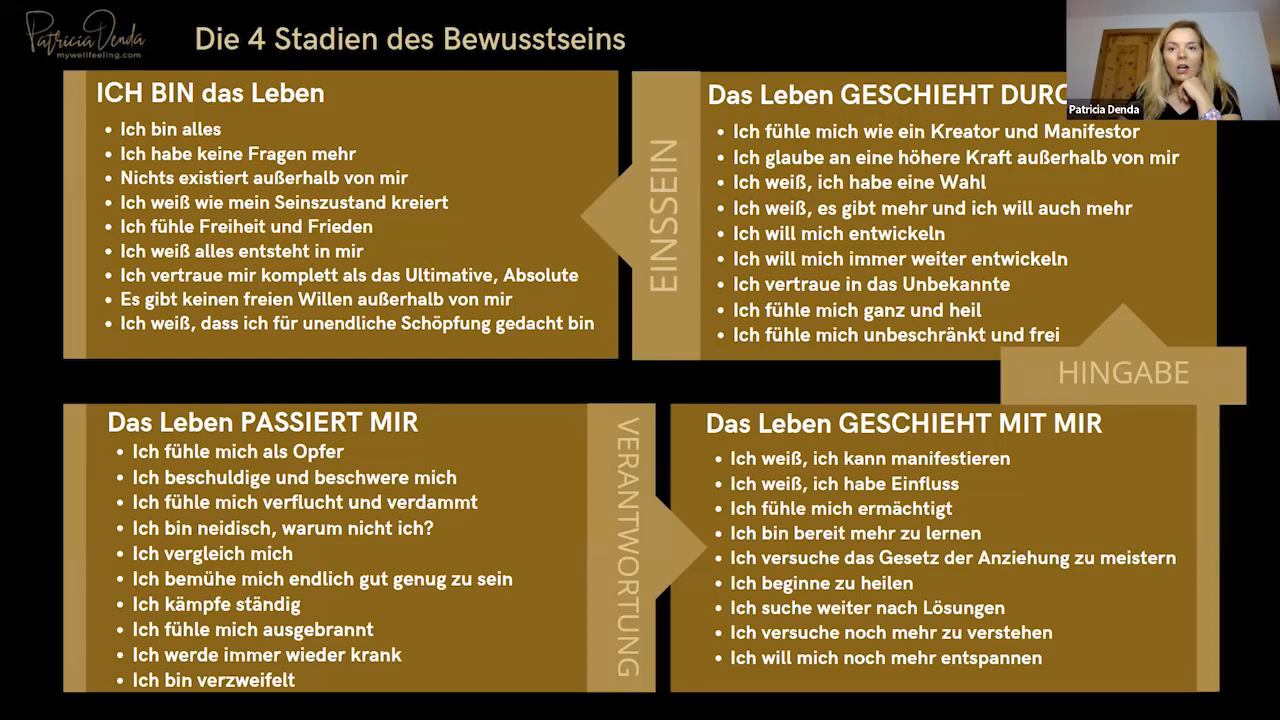 Patricia Denda
mywellfeeling.com
Die 4 Stadien des Bewusstseins
Patricia Denda
ICH BIN das Leben
• Ich bin alles
• Ich habe keine Fragen mehr
• Nichts existiert außerhalb von mir
• Ich weiß wie mein Seinszustand kreiert
• Ich fühle Freiheit und Frieden
• Ich weiß alles entsteht in mir
• Ich vertraue mir komplett als das Ultimative, Absolute
• Es gibt keinen freien Willen außerhalb von mir
• Ich weiß, dass ich für unendliche Schöpfung gedacht bin
EINSSEIN
Das Leben GESCHIEHT
• Ich fühle mich wie ein Kreator und Manifestor
• Ich glaube an eine höhere Kraft außerhalb von mir
• Ich weiß, ich habe eine Wahl
• Ich weiß, es gibt mehr und ich will auch mehr
• Ich will mich entwickeln
• Ich will mich immer weiter entwickeln
• Ich vertraue in das Unbekannte
• Ich fühle mich ganz und heil
• Ich fühle mich unbeschränkt und frei
HINGABE
Das Leben PASSIERT MIR
• Ich fühle mich als Opfer
• Ich beschuldige und beschwere mich
• Ich fühle mich verflucht und verdammt
• Ich bin neidisch, warum nicht ich?
• Ich vergleich mich
• Ich bemühe mich endlich gut genug zu sein
• Ich kämpfe ständig
• Ich fühle mich ausgebrannt
• Ich werde immer wieder krank
• Ich bin verzweifelt
VERANTWORTUNG
Das Leben GESCHIEHT MIT MIR
• Ich weiß, ich kann manifestieren
• Ich weiß, ich habe Einfluss
• Ich fühle mich ermächtigt
• Ich bin bereit mehr zu lernen
• Ich versuche das Gesetz der Anziehung zu meistern
• Ich beginne zu heilen
• Ich suche weiter nach Lösungen
• Ich versuche noch mehr zu verstehen
• Ich will mich noch mehr entspannen